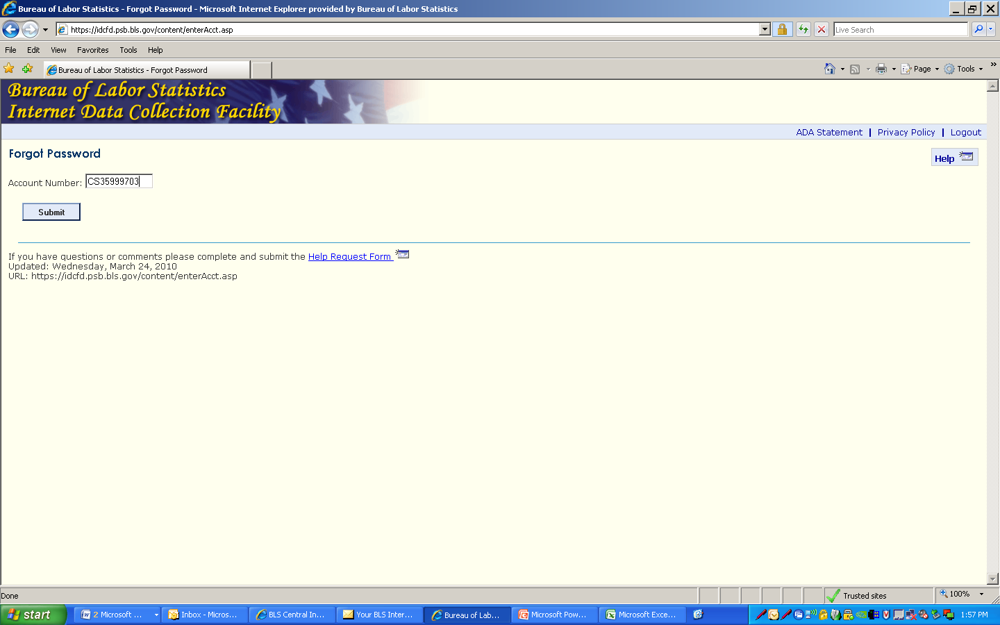 Bureau of Labor Statistics - Forgot Password - Microsoft Internet Explorer provided by Bureau of Labor Statistics
https://idcfd.psb.bls.gov/content/enterAcct.asp
Live Search
File Edit View Favorites Tools Help
Bureau of Labor Statistics - Forgot Password
Page Tools
Bureau of Labor Statistics
Internet Data Collection Facility
ADA Statement | Privacy Policy | Logout
Forgot Password
Help
Account Number: CS35999703
Submit
If you have questions or comments please complete and submit the Help Request Form
Updated: Wednesday, March 24, 2010
URL: https://idcfd.psb.bls.gov/content/enterAcct.asp
Done
Trusted sites
100%
start
2 Microsoft ...
Inbox - Micros...
BLS Central In...
Your BLS Inter...
Bureau of Lab...
Microsoft Pow...
Microsoft Exce...
1:57 PM